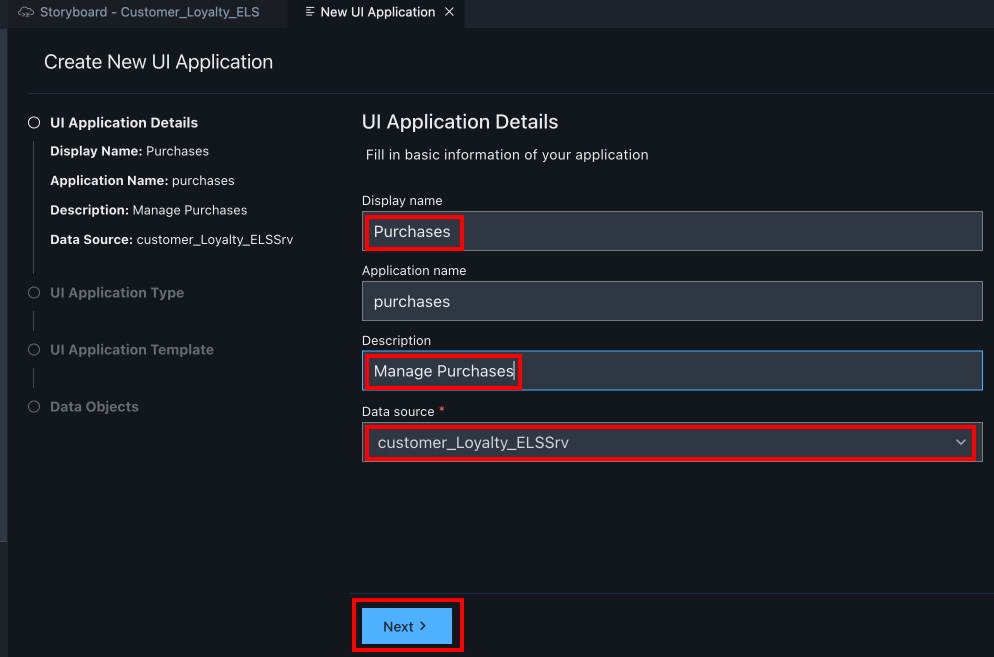 Storyboard - Customer_Loyalty_ELS
New UI Application
Create New UI Application
UI Application Details
Display Name: Purchases
Application Name: purchases
Description: Manage Purchases
Data Source: customer_Loyalty_ELSSrv
UI Application Type
UI Application Template
Data Objects
UI Application Details
Fill in basic information of your application
Display name
Purchases
Application name
purchases
Description
Manage Purchases
Data source *
customer_Loyalty_ELSSrv
Next